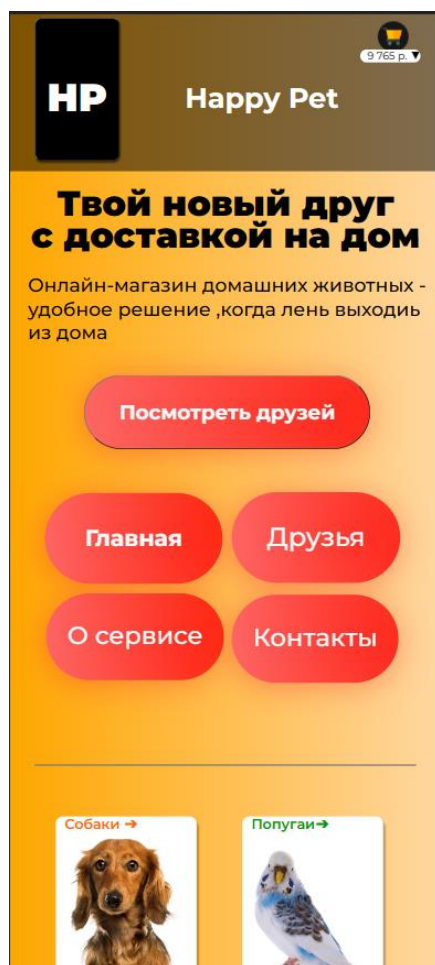 9 765 р. ▼
HP
Happy Pet
Твой новый друг
с доставкой на дом
Онлайн-магазин домашних животных -
удобное решение ,когда лень выходиь
из дома
Посмотреть друзей
Главная
Друзья
О сервисе
Контакты
Собаки ➔
Попугаи➔